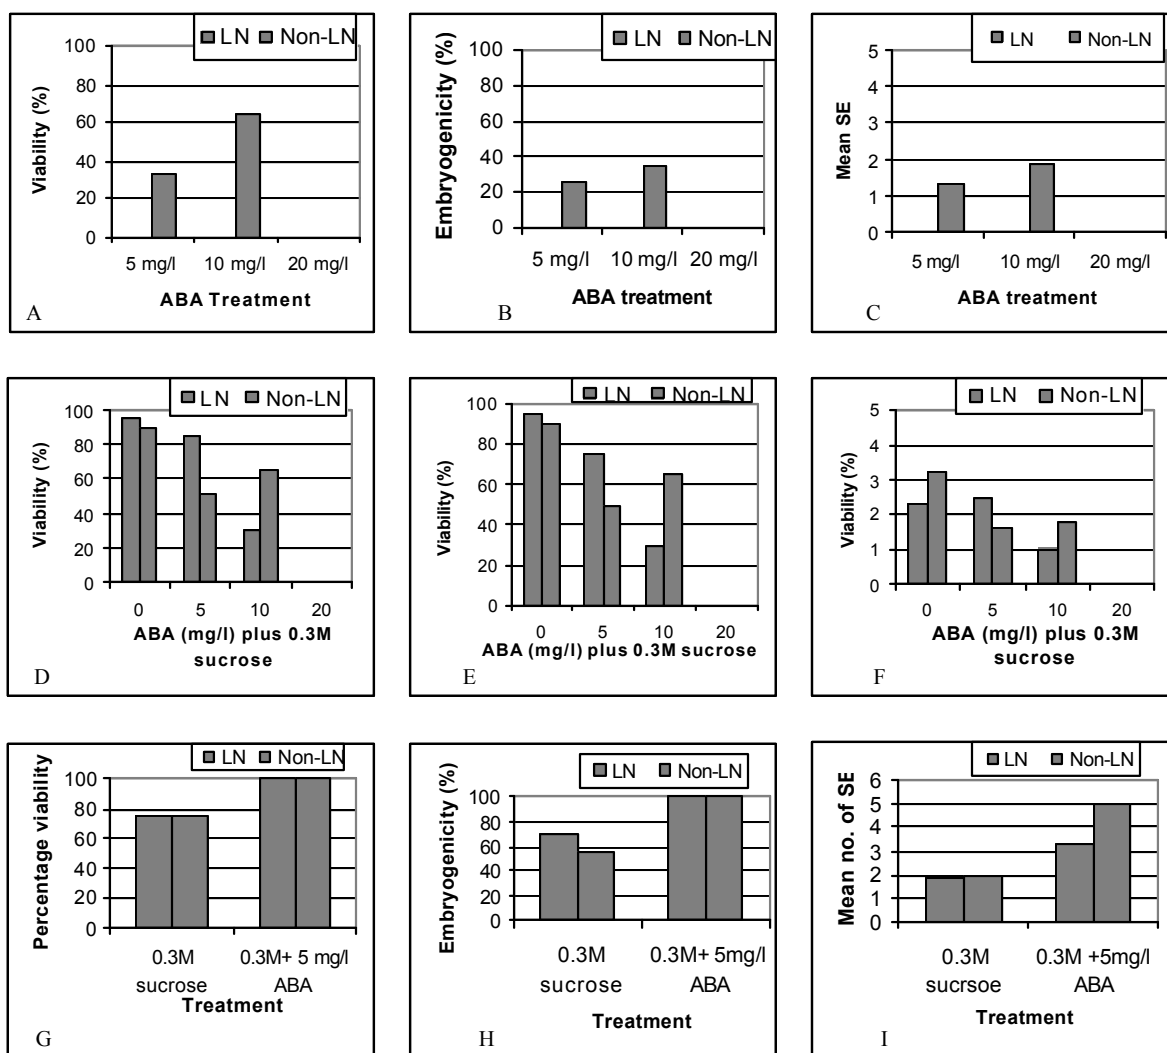 LN Non-LN
100
80
60
40
20
0
Viability (%)
5 mg/l 10 mg/l 20 mg/l
ABA Treatment
A
LN Non-LN
100
80
60
40
20
0
Embryogenicity (%)
5 mg/l 10 mg/l 20 mg/l
ABA treatment
B
LN Non-LN
5
4
3
2
1
0
Mean SE
5 mg/l 10 mg/l 20 mg/l
ABA treatment
C
LN Non-LN
100
80
60
40
20
0
Viability (%)
0 5 10 20
ABA (mg/l) plus 0.3M
sucrose
D
LN Non-LN
100
80
60
40
20
0
Viability (%)
0 5 10 20
ABA (mg/l) plus 0.3M sucrose
E
LN Non-LN
5
4
3
2
1
0
Viability (%)
0 5 10 20
ABA (mg/l) plus 0.3M
sucrose
F
LN Non-LN
100
80
60
40
20
0
Percentage viability
0.3M 0.3M+ 5 mg/l
sucrose ABA
Treatment
G
LN Non-LN
100
80
60
40
20
0
Embryogenicity (%)
0.3M 0.3M+ 5mg/l
sucrose ABA
Treatment
H
LN Non-LN
6
5
4
3
2
1
0
Mean no. of SE
0.3M 0.3M +5mg/l
sucrsoe ABA
Treatment
I